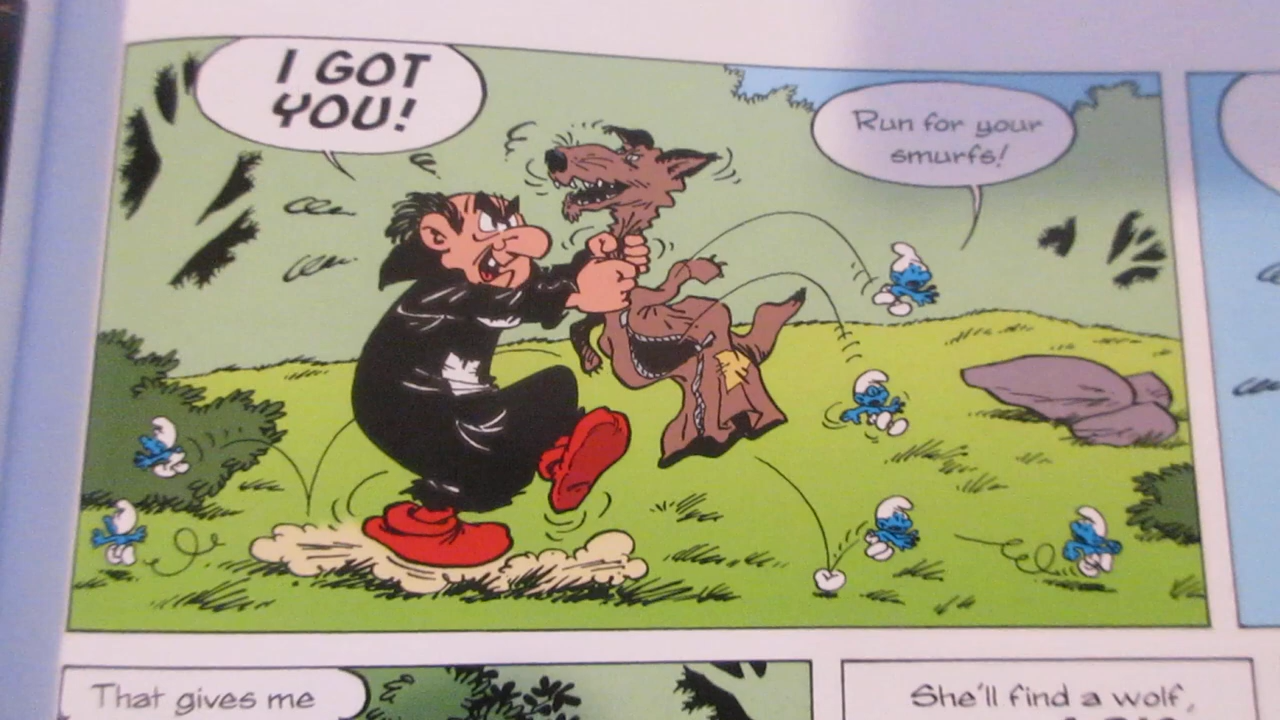 I GOT
YOU!
Run for your
smurfs!
That gives me
She'll find a wolf,